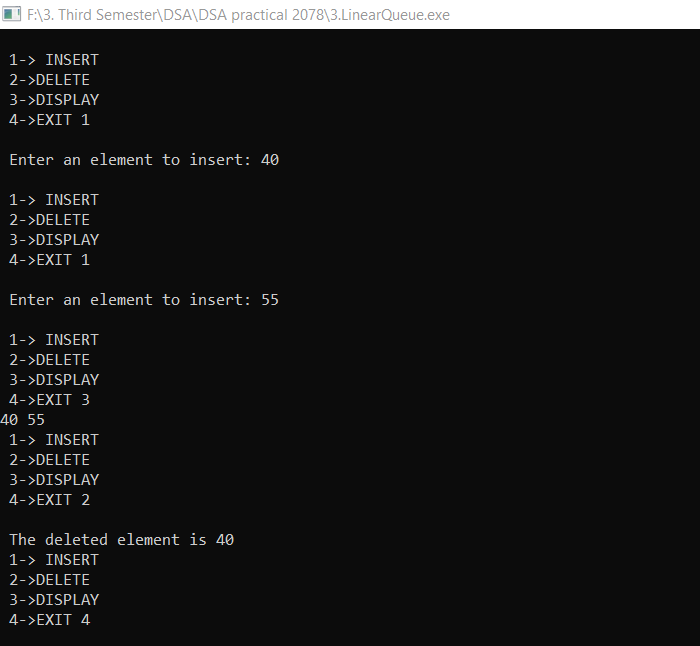 F:\3. Third Semester\DSA\DSA practical 2078\3.LinearQueue.exe
1-> INSERT
2->DELETE
3->DISPLAY
4->EXIT 1
Enter an element to insert: 40
1-> INSERT
2->DELETE
3->DISPLAY
4->EXIT 1
Enter an element to insert: 55
1-> INSERT
2->DELETE
3->DISPLAY
4->EXIT 3
40 55
1-> INSERT
2->DELETE
3->DISPLAY
4->EXIT 2
The deleted element is 40
1-> INSERT
2->DELETE
3->DISPLAY
4->EXIT 4